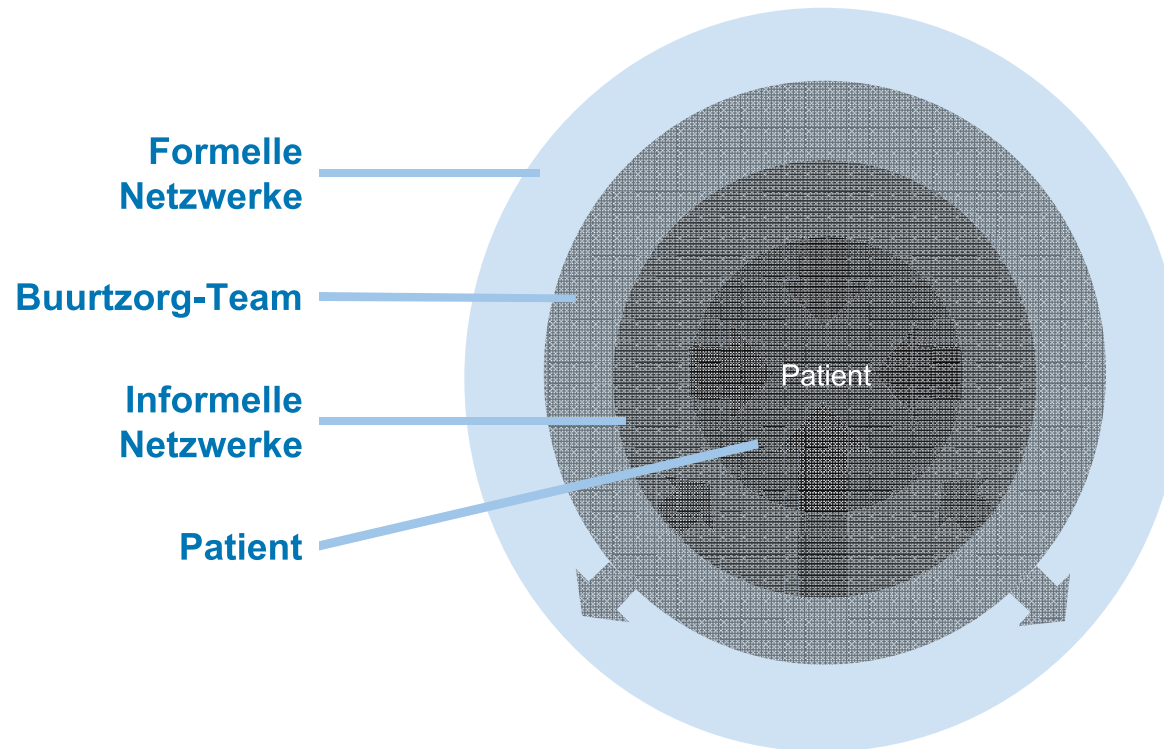 Formelle
Netzwerke
Buurtzorg-Team
Informelle
Netzwerke
Patient
Patient